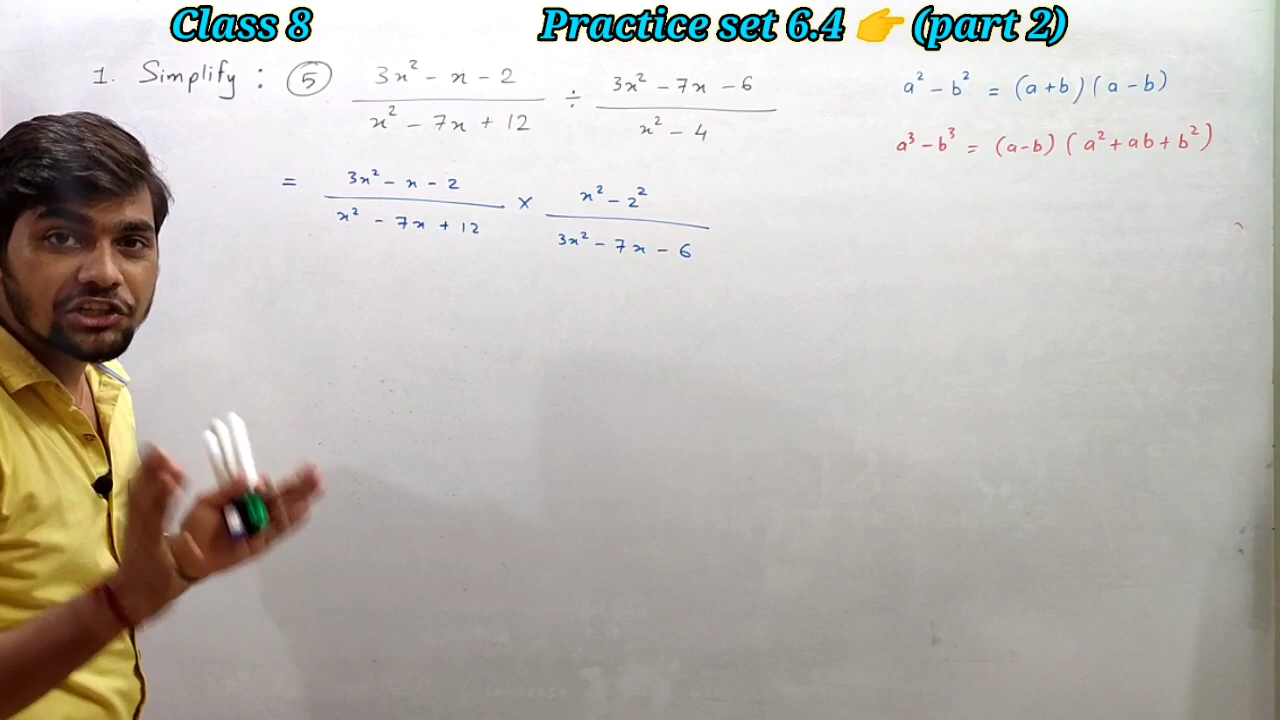 Class 8 Practice set 6.4 👉 (part 2)
1. Simplify : ⑤ (3x² - x - 2)/(x² - 7x + 12) ÷ (3x² - 7x - 6)/(x² - 4)
a² - b² = (a+b)(a-b)
a³ - b³ = (a-b)(a² + ab + b²)
= (3x² - x - 2)/(x² - 7x + 12) × (x² - 2²)/(3x² - 7x - 6)